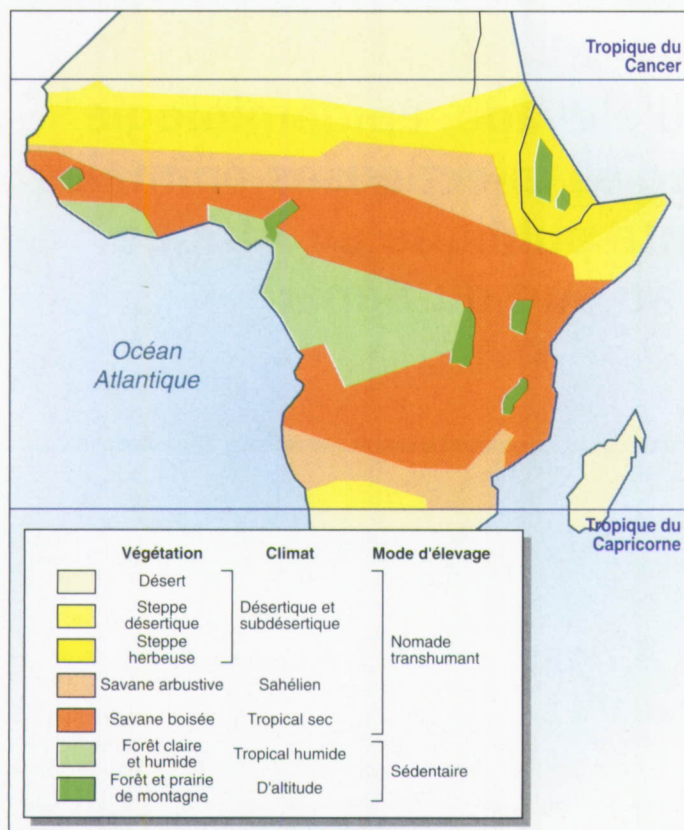 Tropique du
Cancer
Océan
Atlantique
Tropique du
Capricorne
Végétation Climat Mode d'élevage
Désert
Steppe
désertique
Désertique et
subdésertique
Steppe
herbeuse
Nomade
transhumant
Savane arbustive Sahélien
Savane boisée Tropical sec
Forêt claire
et humide
Tropical humide
Sédentaire
Forêt et prairie
de montagne
D'altitude